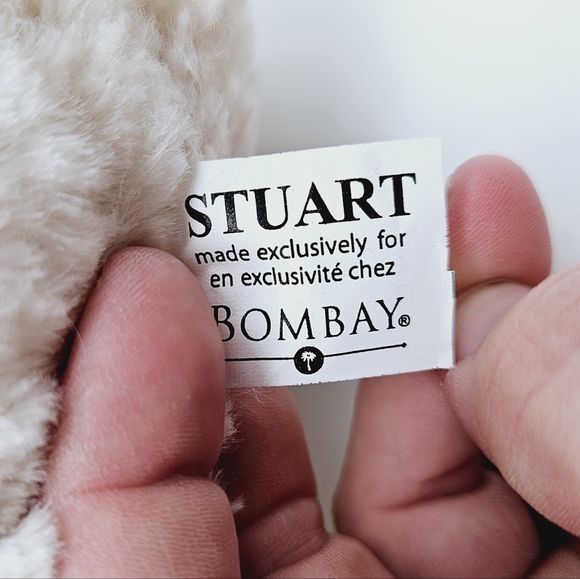 STUART
made exclusively for
en exclusivité chez
BOMBAY®